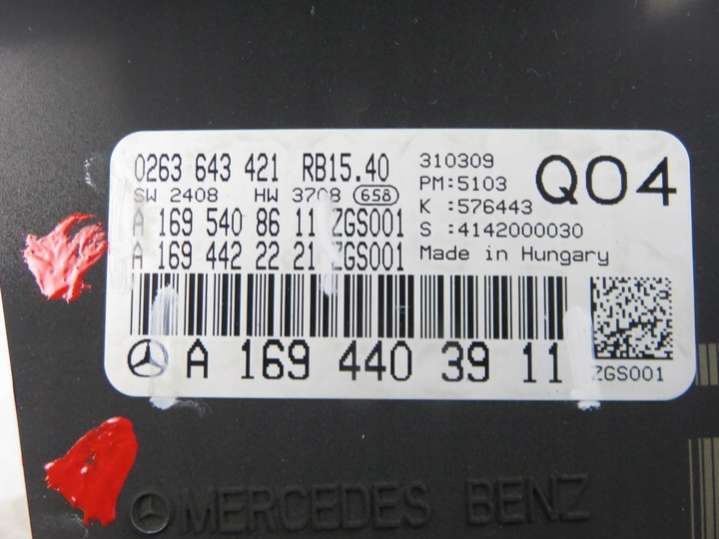 0263 643 421 RB15.40
SW 2408 HW 3708 658
A 169 540 86 11 ZGS001
A 169 442 22 21 ZGS001
310309
PM:5103
K :576443
S :4142000030
Made in Hungary
Q04
A 169 440 39 11
ZGS001
MERCEDES BENZ